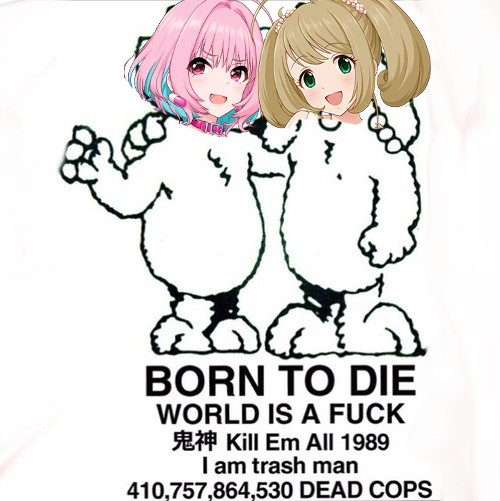 BORN TO DIE
WORLD IS A FUCK
鬼神 Kill Em All 1989
I am trash man
410,757,864,530 DEAD COPS